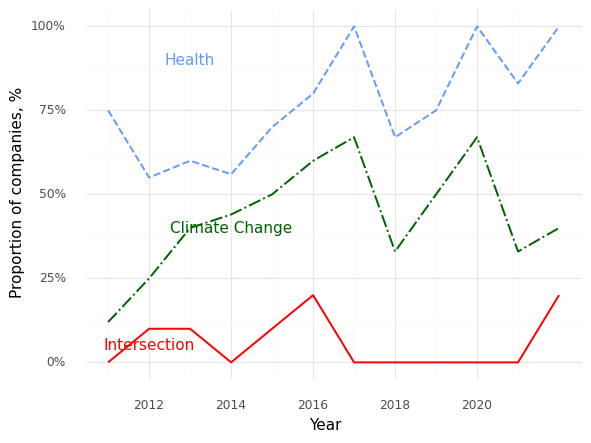 100%
Health
75%
50%
Climate Change
25%
Intersection
0%
Proportion of companies, %
2012 2014 2016 2018 2020
Year